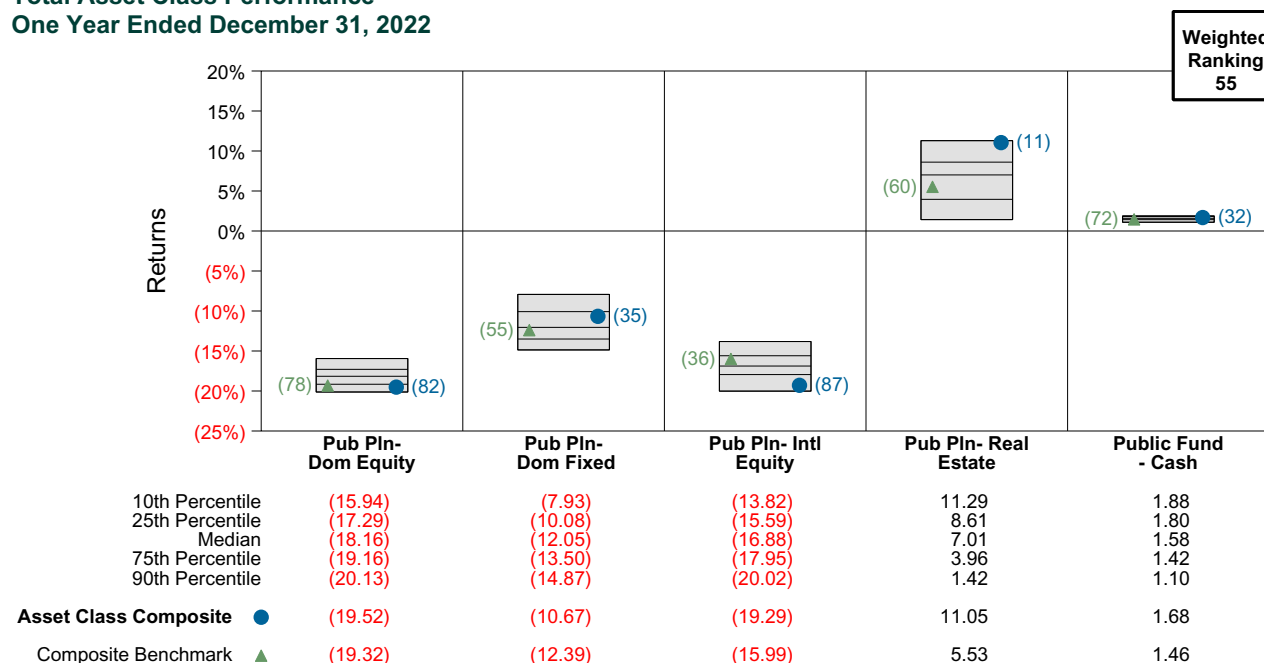 Total Asset Class Performance
One Year Ended December 31, 2022
Weighted
Ranking
55
Returns
20%
15%
10%
5%
0%
(5%)
(10%)
(15%)
(20%)
(25%)
(78) (82)
(55) (35)
(36) (87)
(60) (11)
(72) (32)
Pub Pln- Dom Equity
Pub Pln- Dom Fixed
Pub Pln- Intl Equity
Pub Pln- Real Estate
Public Fund - Cash
10th Percentile (15.94) (7.93) (13.82) 11.29 1.88
25th Percentile (17.29) (10.08) (15.59) 8.61 1.80
Median (18.16) (12.05) (16.88) 7.01 1.58
75th Percentile (19.16) (13.50) (17.95) 3.96 1.42
90th Percentile (20.13) (14.87) (20.02) 1.42 1.10
Asset Class Composite (19.52) (10.67) (19.29) 11.05 1.68
Composite Benchmark (19.32) (12.39) (15.99) 5.53 1.46